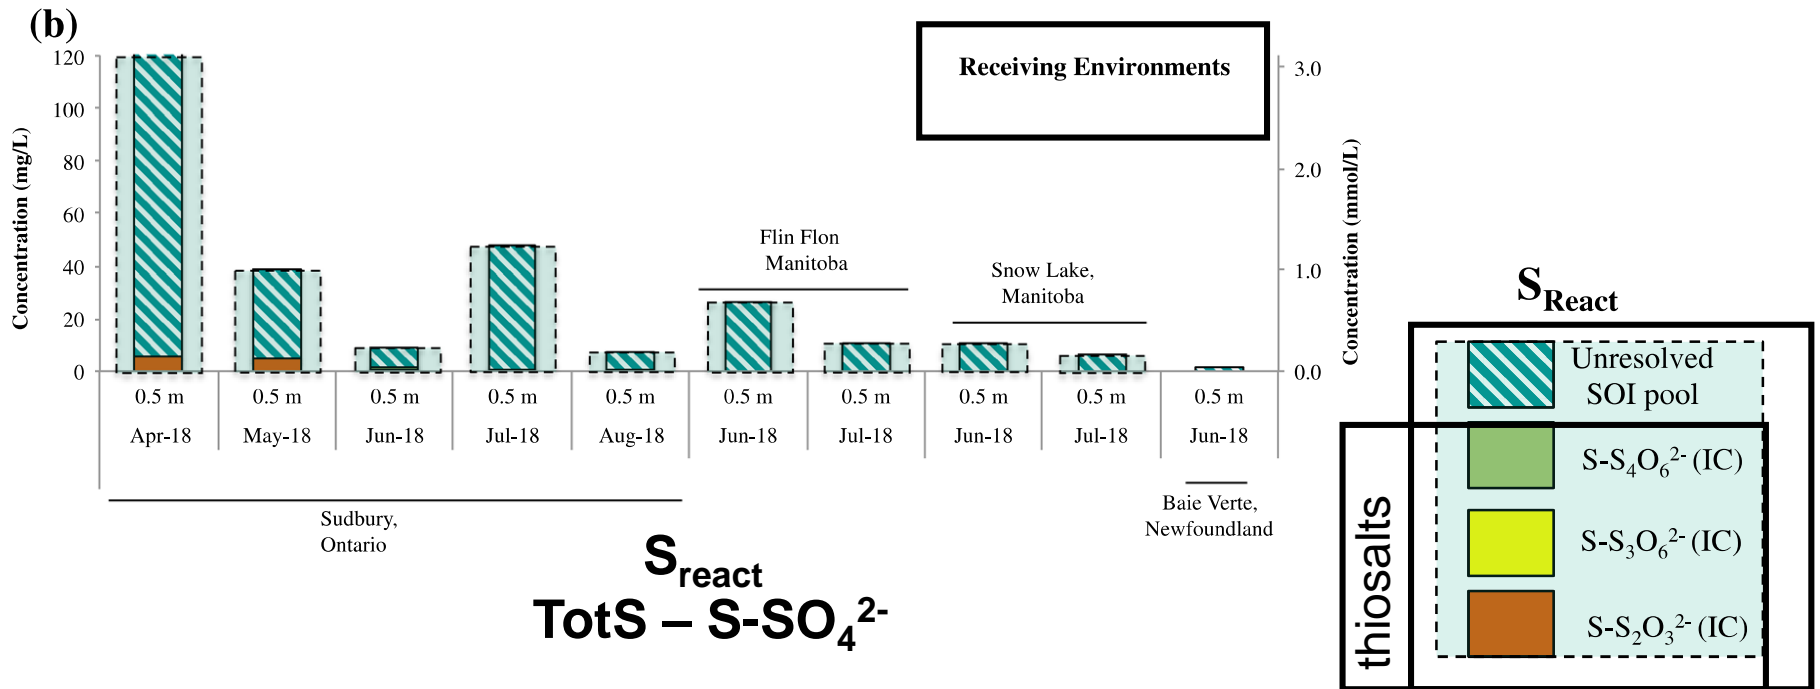 (b)
Concentration (mg/L)
120
100
80
60
40
20
0
Receiving Environments
3.0
2.0
1.0
0.0
Concentration (mmol/L)
Flin Flon
Manitoba
Snow Lake,
Manitoba
0.5 m 0.5 m 0.5 m 0.5 m 0.5 m 0.5 m 0.5 m 0.5 m 0.5 m 0.5 m
Apr-18 May-18 Jun-18 Jul-18 Aug-18 Jun-18 Jul-18 Jun-18 Jul-18 Jun-18
Sudbury,
Ontario
Baie Verte,
Newfoundland
S_react
TotS – S-SO₄²⁻
S_React
Unresolved
SOI pool
S-S₄O₆²⁻ (IC)
S-S₃O₆²⁻ (IC)
S-S₂O₃²⁻ (IC)
thiosalts